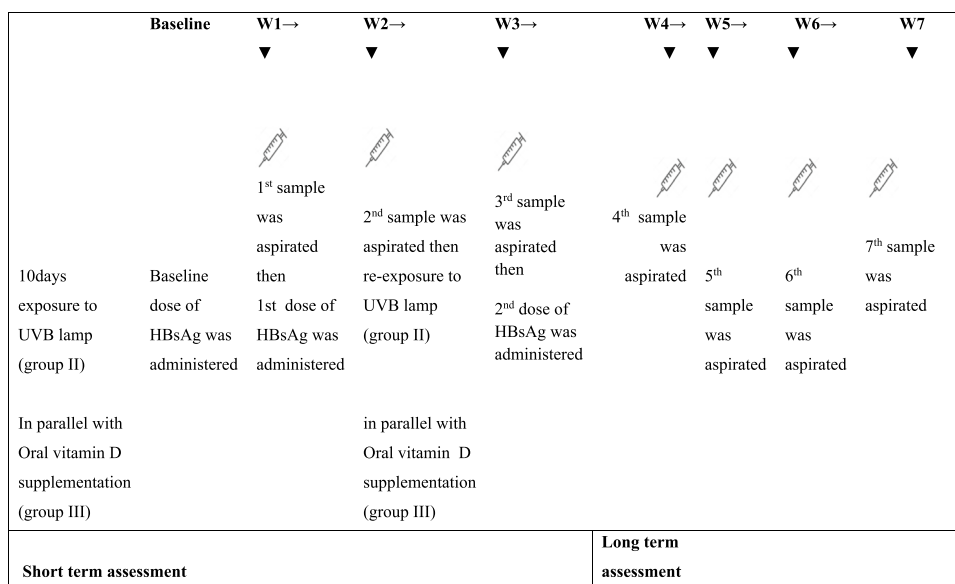 Baseline W1→ W2→ W3→ W4→ W5→ W6→ W7
▼ ▼ ▼ ▼ ▼ ▼ ▼
10days
exposure to
UVB lamp
(group II)
In parallel with
Oral vitamin D
supplementation
(group III)
Baseline
dose of
HBsAg was
administered
1st sample
was
aspirated
then
1st dose of
HBsAg was
administered
2nd sample was
aspirated then
re-exposure to
UVB lamp
(group II)
in parallel with
Oral vitamin D
supplementation
(group III)
3rd sample
was
aspirated
then
2nd dose of
HBsAg was
administered
4th sample
was
aspirated
5th
sample
was
aspirated
6th
sample
was
aspirated
7th sample
was
aspirated
Short term assessment
Long term
assessment